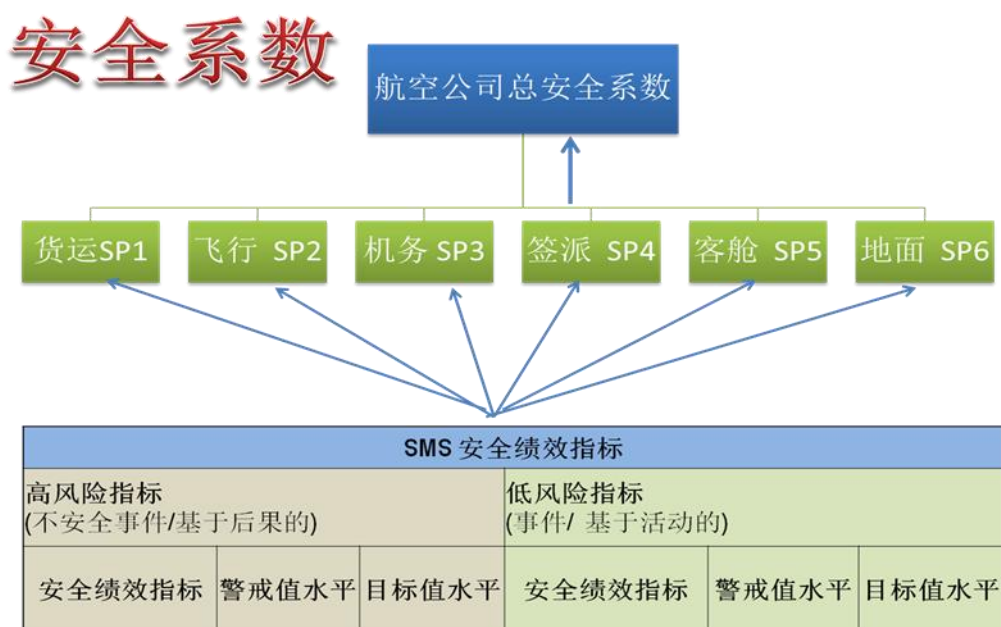 安全系数
航空公司总安全系数
货运SP1
飞行 SP2
机务 SP3
签派 SP4
客舱 SP5
地面 SP6
SMS 安全绩效指标
高风险指标
(不安全事件/基于后果的)
低风险指标
(事件/ 基于活动的)
安全绩效指标 警戒值水平 目标值水平 安全绩效指标 警戒值水平 目标值水平